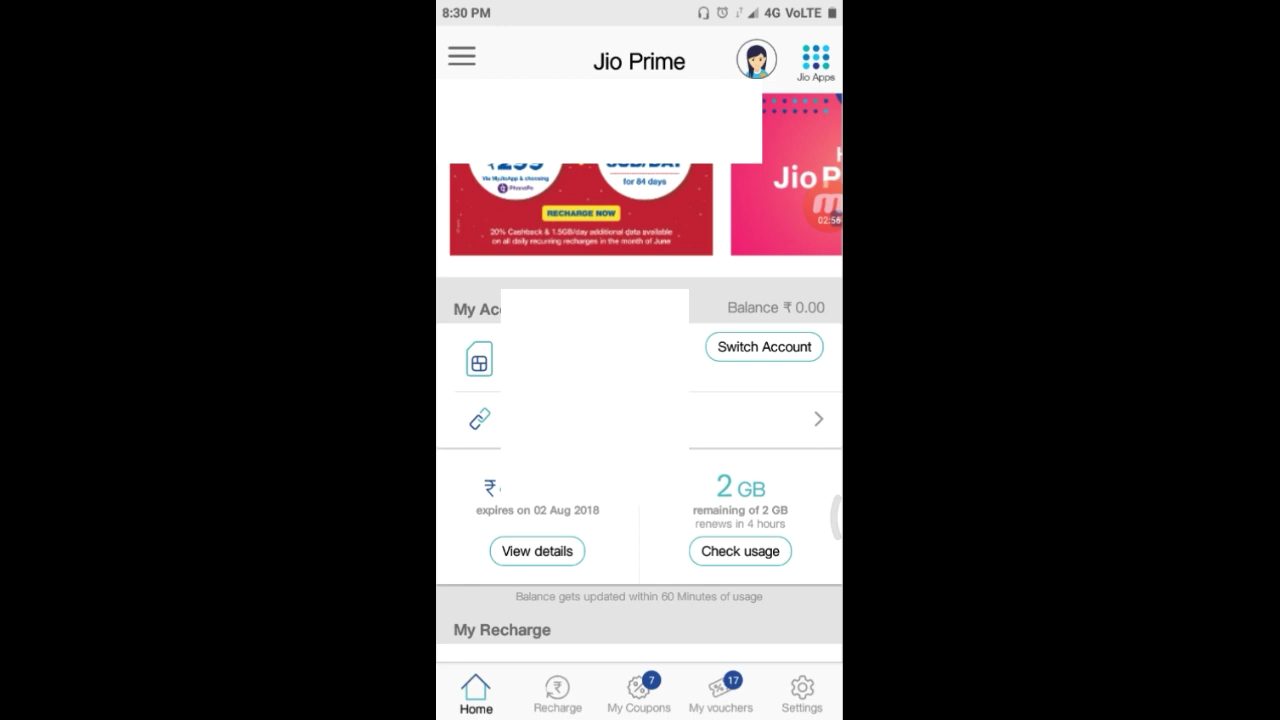 8:30 PM
4G VoLTE
Jio Prime
Jio Apps
Via MyJioApp & choosing
PhonePe
for 84 days
RECHARGE NOW
20% Cashback & 1.5GB/day additional data available
on all daily recurring recharges in the month of June
Jio P
02:56
My Acc
Balance ₹ 0.00
Switch Account
₹
2 GB
expires on 02 Aug 2018
remaining of 2 GB
renews in 4 hours
View details
Check usage
Balance gets updated within 60 Minutes of usage
My Recharge
7
17
Home
Recharge
My Coupons
My vouchers
Settings